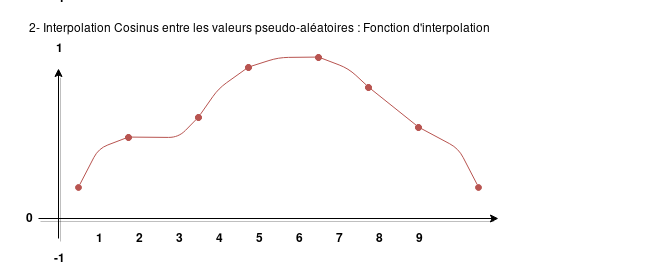 2- Interpolation Cosinus entre les valeurs pseudo-aléatoires : Fonction d'interpolation
1
0
1 2 3 4 5 6 7 8 9
-1